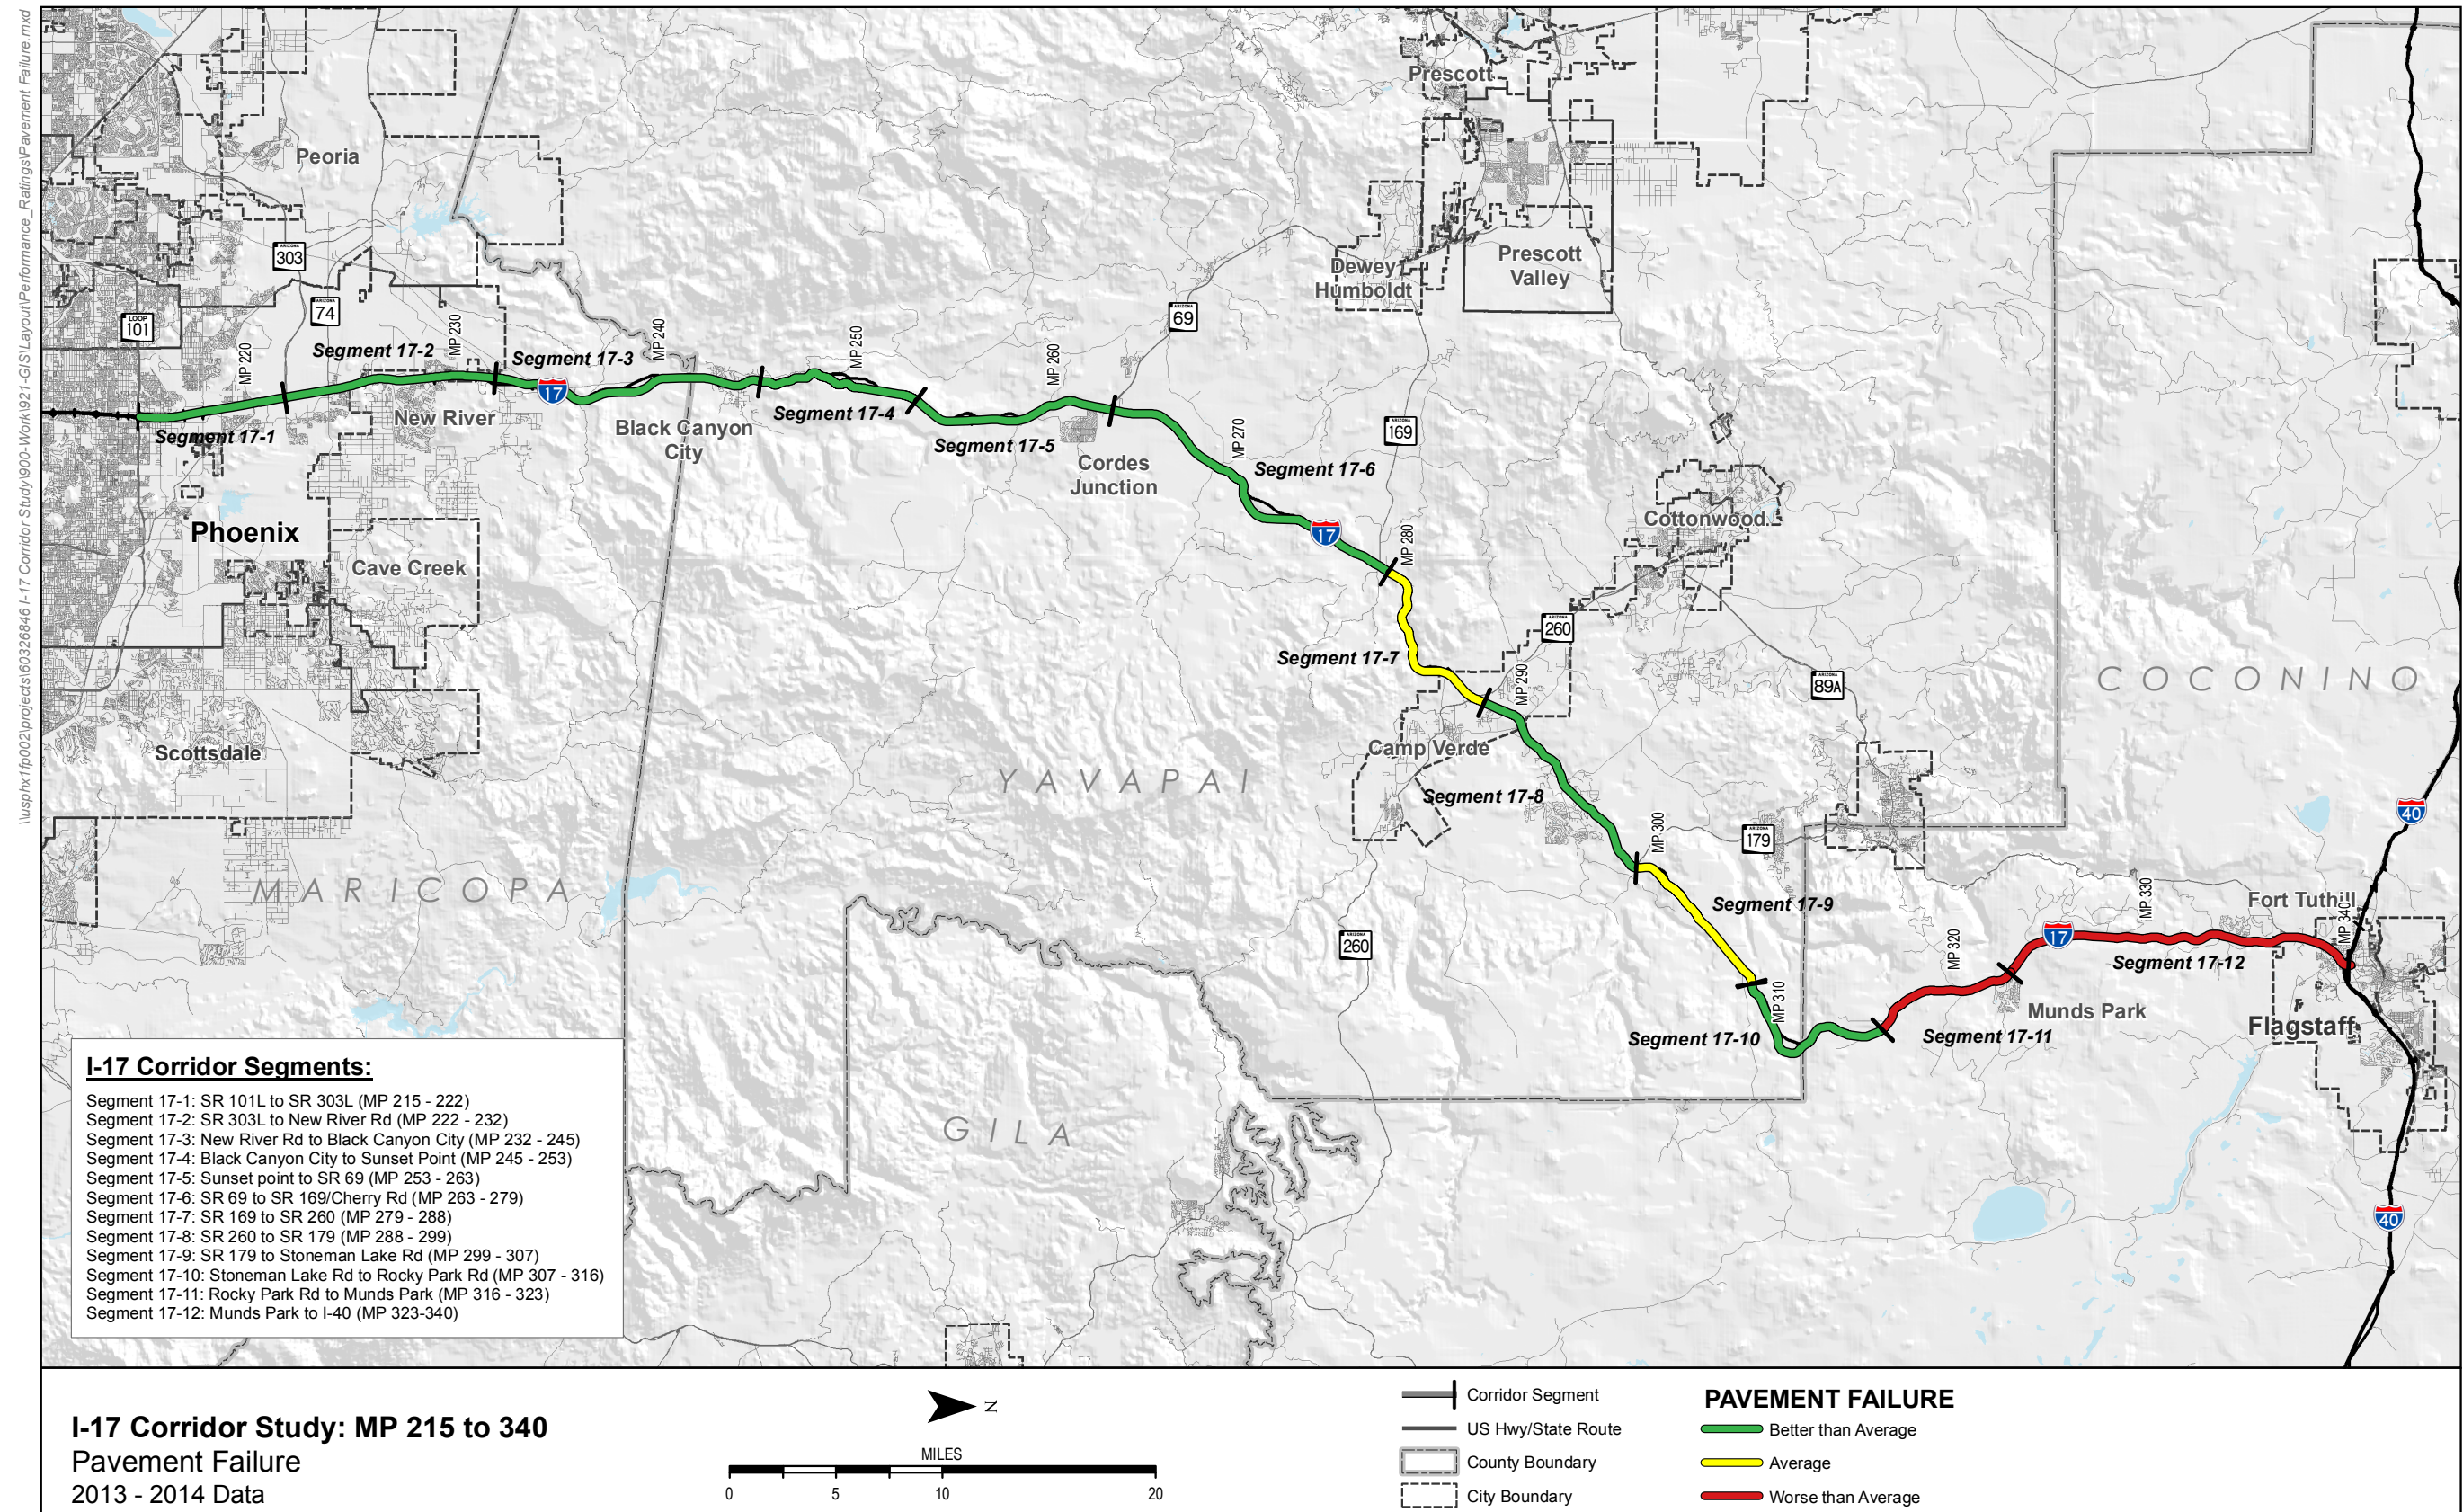 \\usphx1fp002\projects\60326846 I-17 Corridor Study\900-Work\921-GIS\Layout\Performance_Ratings\Pavement Failure.mxd
Peoria
ARIZONA
303
LOOP
101
ARIZONA
74
MP 220
Segment 17-2
MP 230
Segment 17-3
17
MP 240
MP 250
MP 260
ARIZONA
69
Prescott
Dewey
Humboldt
Prescott
Valley
Segment 17-1
New River
Black Canyon
City
Segment 17-4
Segment 17-5
Cordes
Junction
MP 270
Segment 17-6
ARIZONA
169
17
MP 280
Phoenix
Cave Creek
Cottonwood
Segment 17-7
ARIZONA
260
MP 290
ARIZONA
89A
COCONINO
Scottsdale
YAVAPAI
Camp Verde
Segment 17-8
MP 300
ARIZONA
179
40
MARICOPA
ARIZONA
260
Segment 17-9
MP 310
Segment 17-10
MP 320
17
MP 330
Fort Tuthill
MP 340
Segment 17-12
Munds Park
Segment 17-11
Flagstaff
GILA
40
I-17 Corridor Segments:
Segment 17-1: SR 101L to SR 303L (MP 215 - 222)
Segment 17-2: SR 303L to New River Rd (MP 222 - 232)
Segment 17-3: New River Rd to Black Canyon City (MP 232 - 245)
Segment 17-4: Black Canyon City to Sunset Point (MP 245 - 253)
Segment 17-5: Sunset point to SR 69 (MP 253 - 263)
Segment 17-6: SR 69 to SR 169/Cherry Rd (MP 263 - 279)
Segment 17-7: SR 169 to SR 260 (MP 279 - 288)
Segment 17-8: SR 260 to SR 179 (MP 288 - 299)
Segment 17-9: SR 179 to Stoneman Lake Rd (MP 299 - 307)
Segment 17-10: Stoneman Lake Rd to Rocky Park Rd (MP 307 - 316)
Segment 17-11: Rocky Park Rd to Munds Park (MP 316 - 323)
Segment 17-12: Munds Park to I-40 (MP 323-340)
I-17 Corridor Study: MP 215 to 340
Pavement Failure
2013 - 2014 Data
N
MILES
0 5 10 20
Corridor Segment
US Hwy/State Route
County Boundary
City Boundary
PAVEMENT FAILURE
Better than Average
Average
Worse than Average